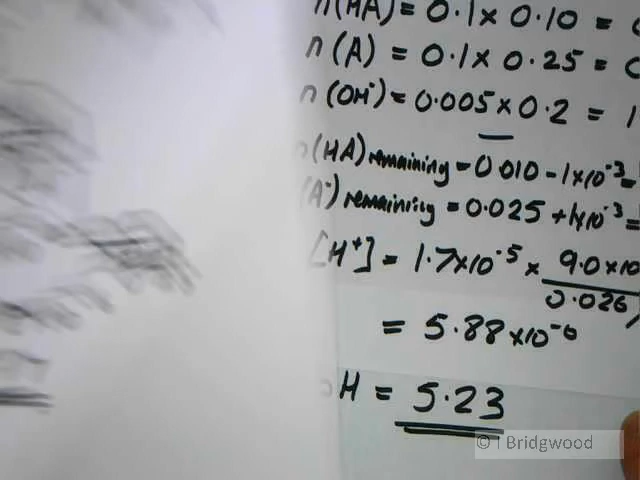 n(HA) = 0.1 x 0.10 =
n(A) = 0.1 x 0.25 =
n(OH⁻) = 0.005 x 0.2 = 1
(HA) remaining = 0.010 - 1x10⁻³ =
(A⁻) remaining = 0.025 + 1x10⁻³ =
[H⁺] = 1.7x10⁻⁵ x 9.0x10
0.026
= 5.88x10⁻⁶
H = 5.23
© i Bridgwood